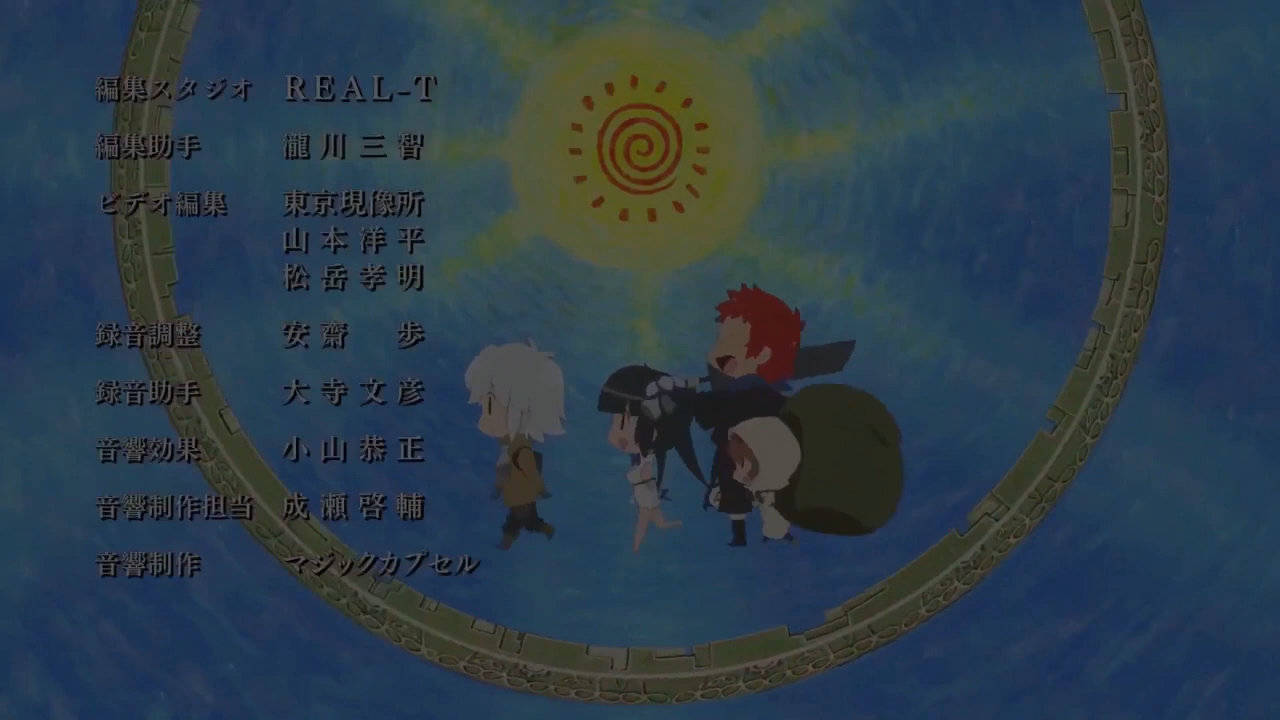 編集スタジオ REAL-T
編集助手 瀧川三智
ビデオ編集 東京現像所
山本洋平
松岳孝明
録音調整 安齋 歩
録音助手 大寺文彦
音響効果 小山恭正
音響制作担当 成瀬啓輔
音響制作 マジックカプセル